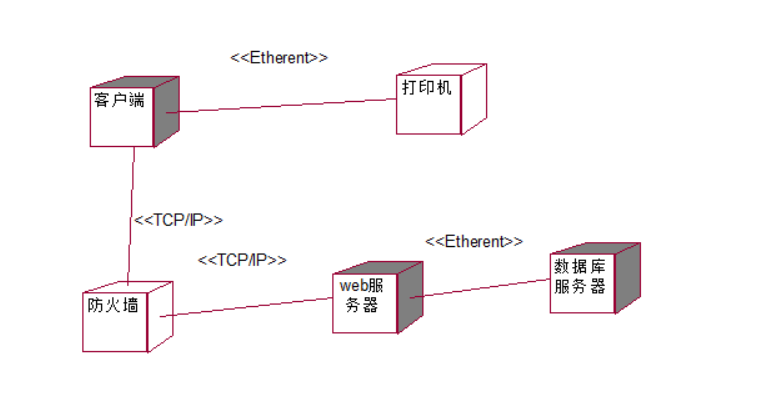 <<Etherent>>
客户端
打印机
<<TCP/IP>>
<<TCP/IP>>
<<Etherent>>
防火墙
web服
务器
数据库
服务器